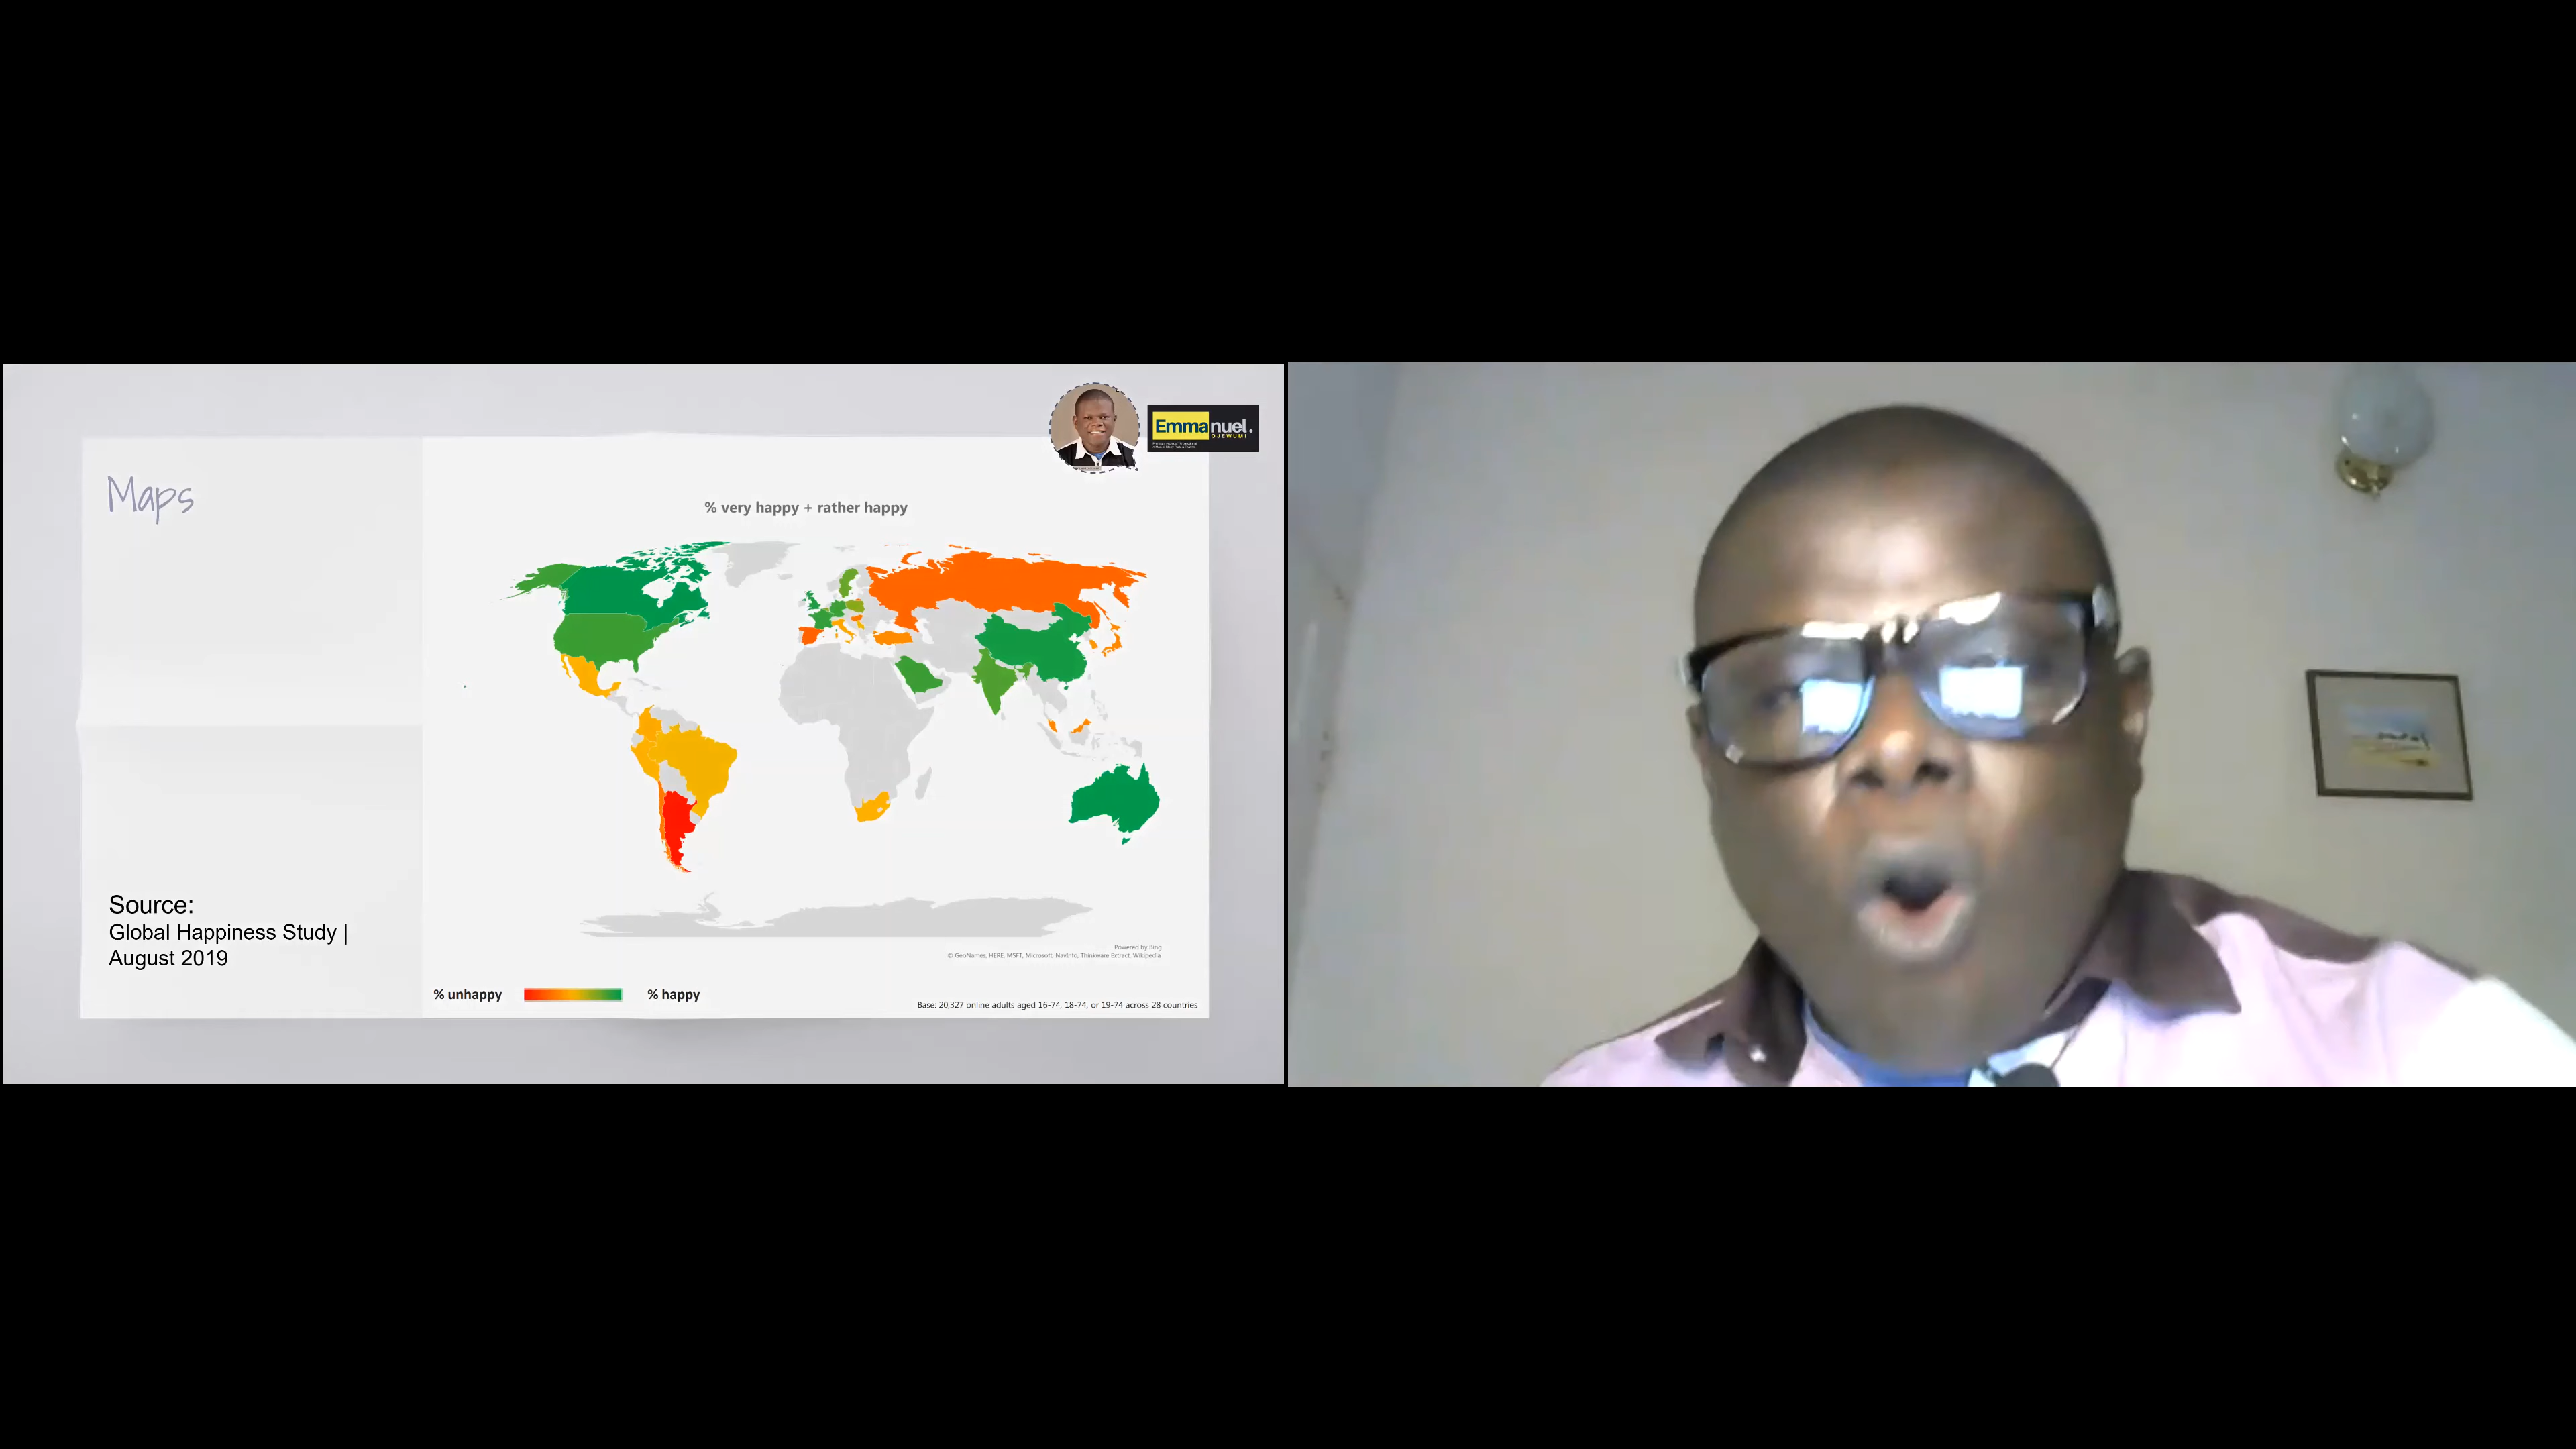 Emmanuel.
OJEWUMI
Maps
% very happy + rather happy
Source:
Global Happiness Study |
August 2019
Powered by Bing
© GeoNames, HERE, MSFT, Microsoft, NavInfo, Thinkware Extract, Wikipedia
% unhappy
% happy
Base: 20,327 online adults aged 16-74, 18-74, or 19-74 across 28 countries